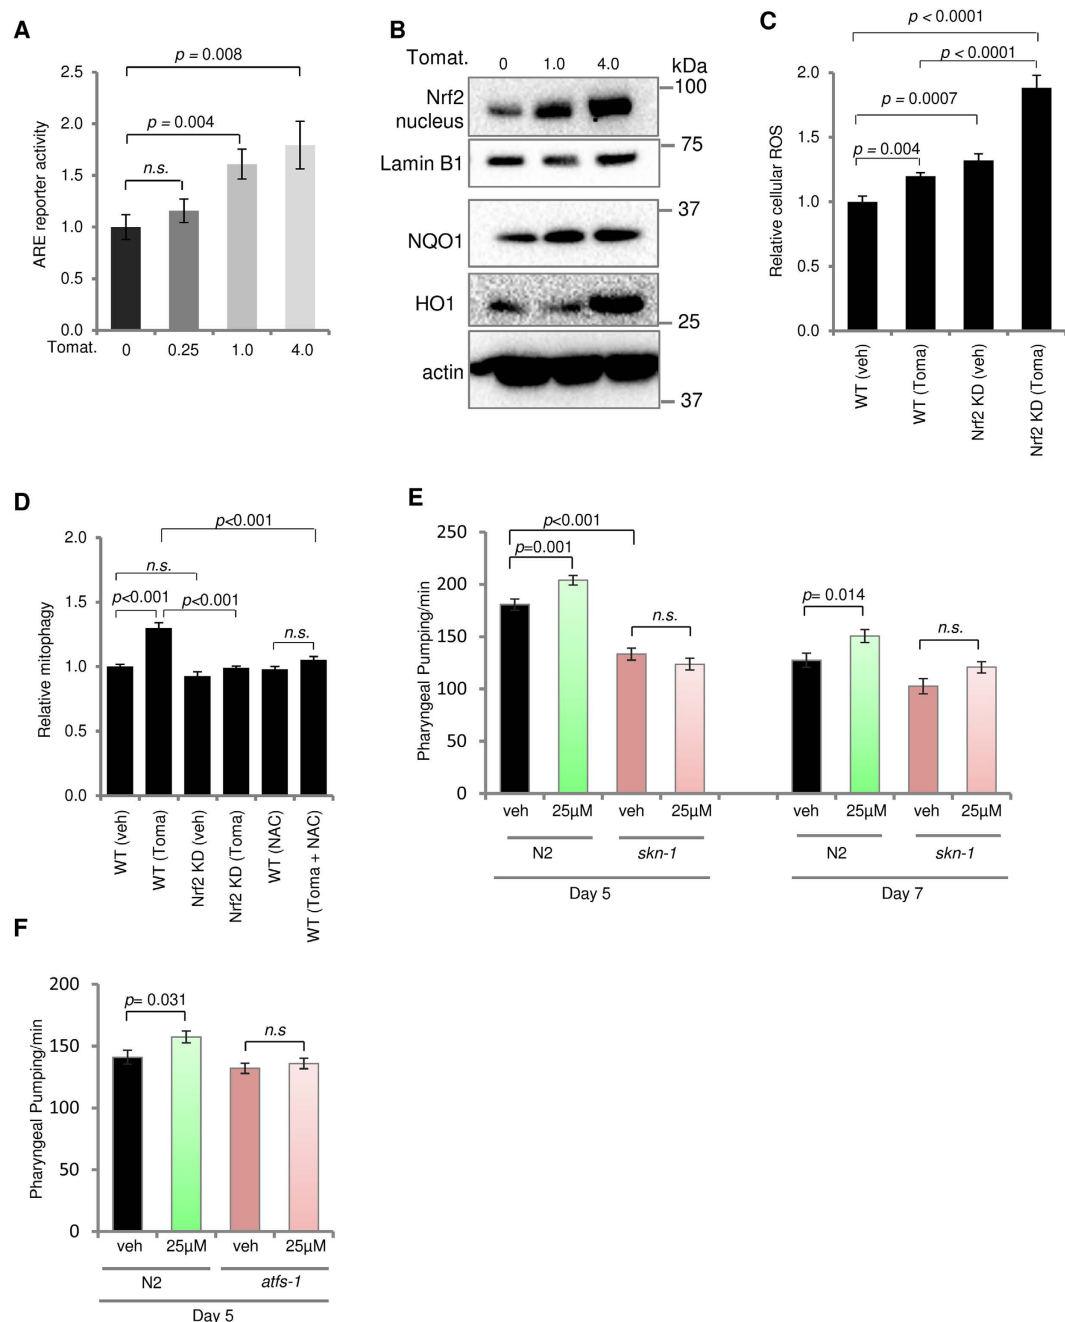 A
p = 0.008
p = 0.004
n.s.
2.5
2.0
1.5
1.0
0.5
0.0
ARE reporter activity
Tomat. 0 0.25 1.0 4.0
B
Tomat. 0 1.0 4.0 kDa
Nrf2
nucleus
100
Lamin B1
75
NQO1
37
HO1
25
actin
37
C
p < 0.0001
p < 0.0001
p = 0.0007
p = 0.004
2.0
1.5
1.0
0.5
0.0
Relative cellular ROS
WT (veh)
WT (Toma)
Nrf2 KD (veh)
Nrf2 KD (Toma)
D
p<0.001
n.s.
p<0.001 p<0.001
n.s.
2.0
1.5
1.0
0.5
0.0
Relative mitophagy
WT (veh)
WT (Toma)
Nrf2 KD (veh)
Nrf2 KD (Toma)
WT (NAC)
WT (Toma + NAC)
E
p<0.001
p=0.001
n.s.
p= 0.014
n.s.
250
200
150
100
50
0
Pharyngeal Pumping/min
veh 25µM veh 25µM veh 25µM veh 25µM
N2 skn-1 N2 skn-1
Day 5 Day 7
F
p= 0.031
n.s
200
150
100
50
0
Pharyngeal Pumping/min
veh 25µM veh 25µM
N2 atfs-1
Day 5